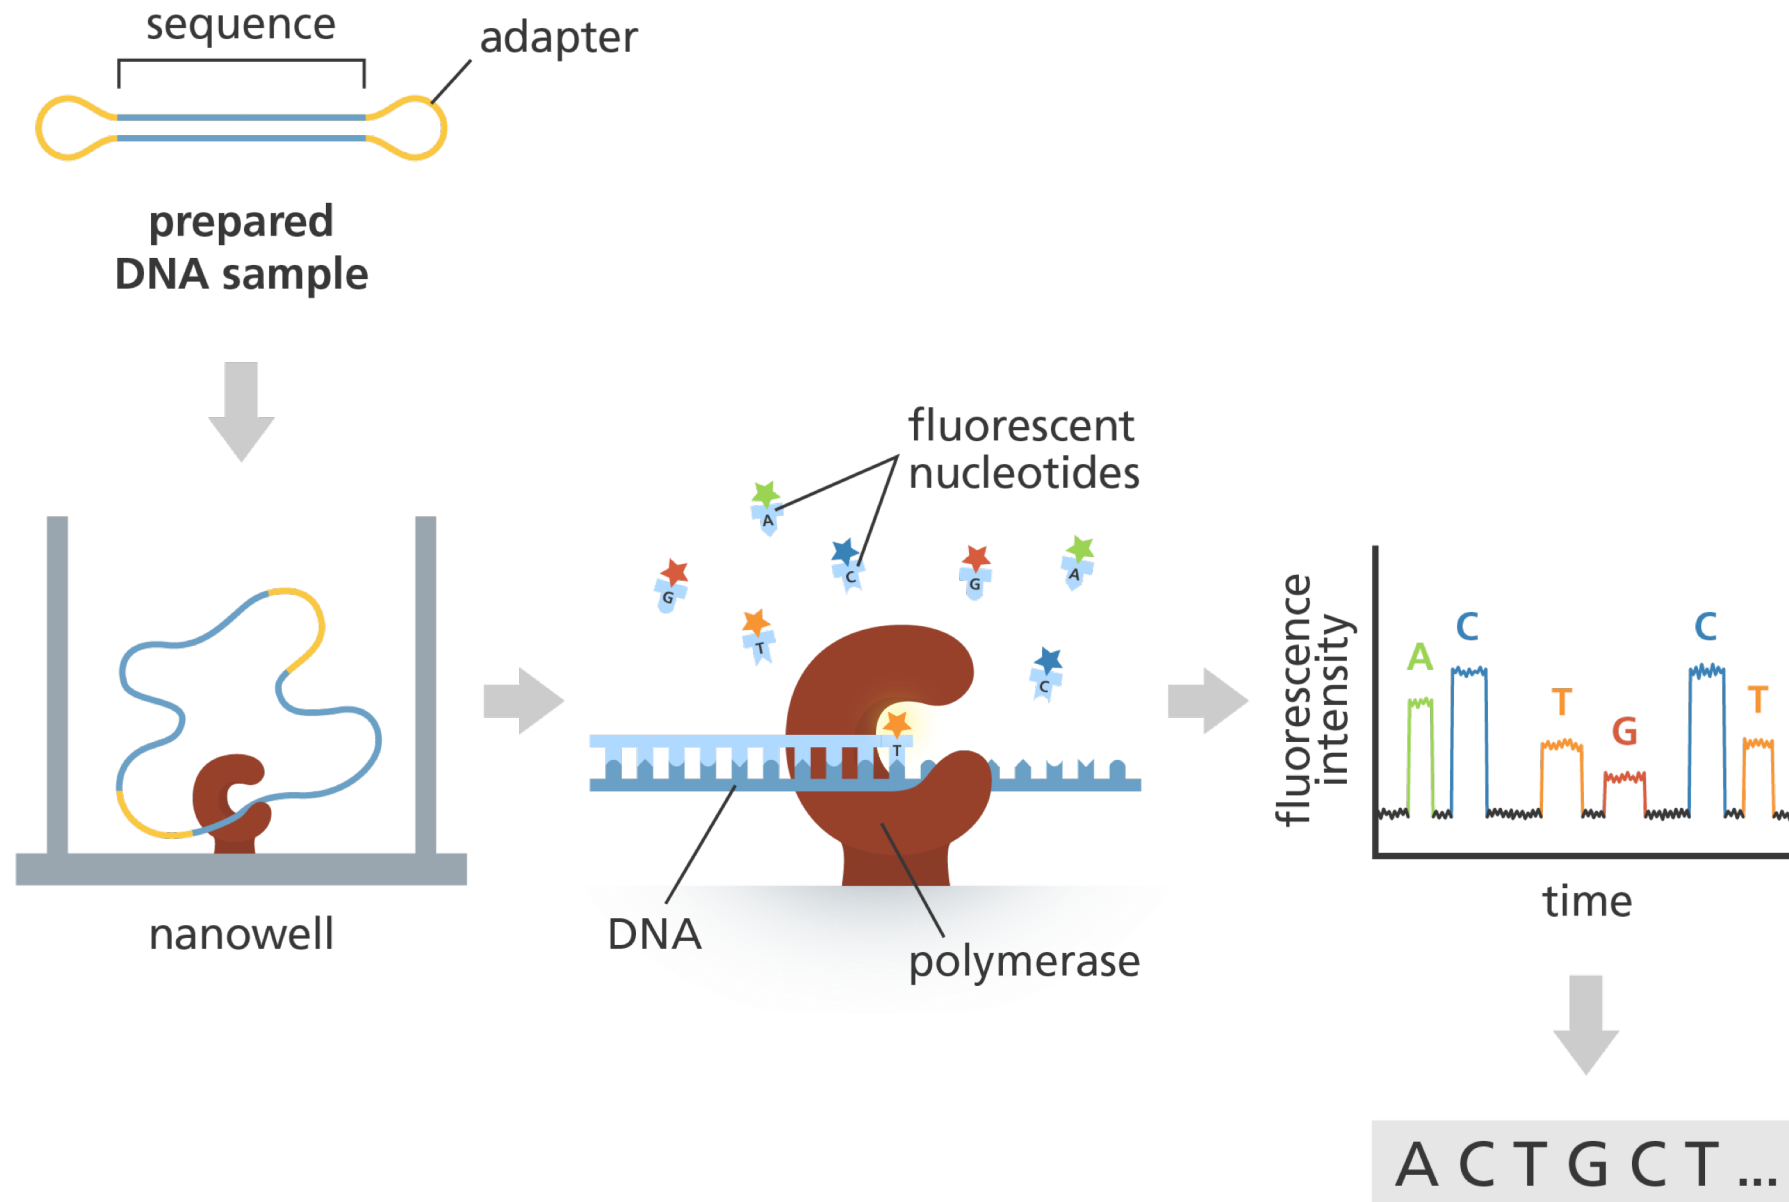 sequence
adapter
prepared
DNA sample
nanowell
fluorescent
nucleotides
A
C
G
G
A
T
C
T
DNA
polymerase
fluorescence
intensity
A
C
T
G
C
T
time
A C T G C T ...